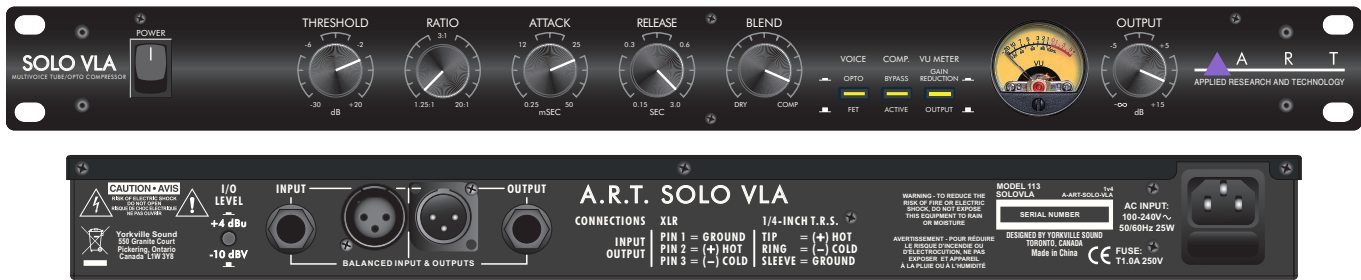 POWER
SOLO VLA
MULTIVOICE TUBE/OPTO COMPRESSOR
THRESHOLD
-6 -2
-30 +20
dB
RATIO
3:1
1.25:1 20:1
ATTACK
12 25
0.25 50
mSEC
RELEASE
0.3 0.6
0.15 3.0
SEC
BLEND
DRY COMP
VOICE COMP. VU METER
OPTO BYPASS GAIN REDUCTION
FET ACTIVE OUTPUT
VU
OUTPUT
-5 +5
-∞ +15
dB
A R T
APPLIED RESEARCH AND TECHNOLOGY
CAUTION • AVIS
RISK OF ELECTRIC SHOCK
DO NOT OPEN
RISQUE DE CHOC ELECTRIQUE
NE PAS OUVRIR
Yorkville Sound
550 Granite Court
Pickering, Ontario
Canada L1W 3Y8
I/O
LEVEL
+4 dBu
-10 dBV
INPUT
OUTPUT
BALANCED INPUT & OUTPUTS
A.R.T. SOLO VLA
CONNECTIONS XLR 1/4-INCH T.R.S.
INPUT
OUTPUT
PIN 1 = GROUND
PIN 2 = (+) HOT
PIN 3 = (−) COLD
TIP = (+) HOT
RING = (−) COLD
SLEEVE = GROUND
WARNING - TO REDUCE THE
RISK OF FIRE OR ELECTRIC
SHOCK, DO NOT EXPOSE
THIS EQUIPMENT TO RAIN
OR MOISTURE
AVERTISSEMENT - POUR RÉDUIRE
LE RISQUE D'INCENDIE OU
D'ÉLECTROCUTION, NE PAS
EXPOSER ET APPAREIL
À LA PLUIE OU À L'HUMIDITÉ
MODEL 113 1v4
SOLOVLA A-ART-SOLO-VLA
SERIAL NUMBER
DESIGNED BY YORKVILLE SOUND
TORONTO, CANADA
Made in China
CE
AC INPUT:
100-240V~
50/60Hz 25W
FUSE:
T1.0A 250V